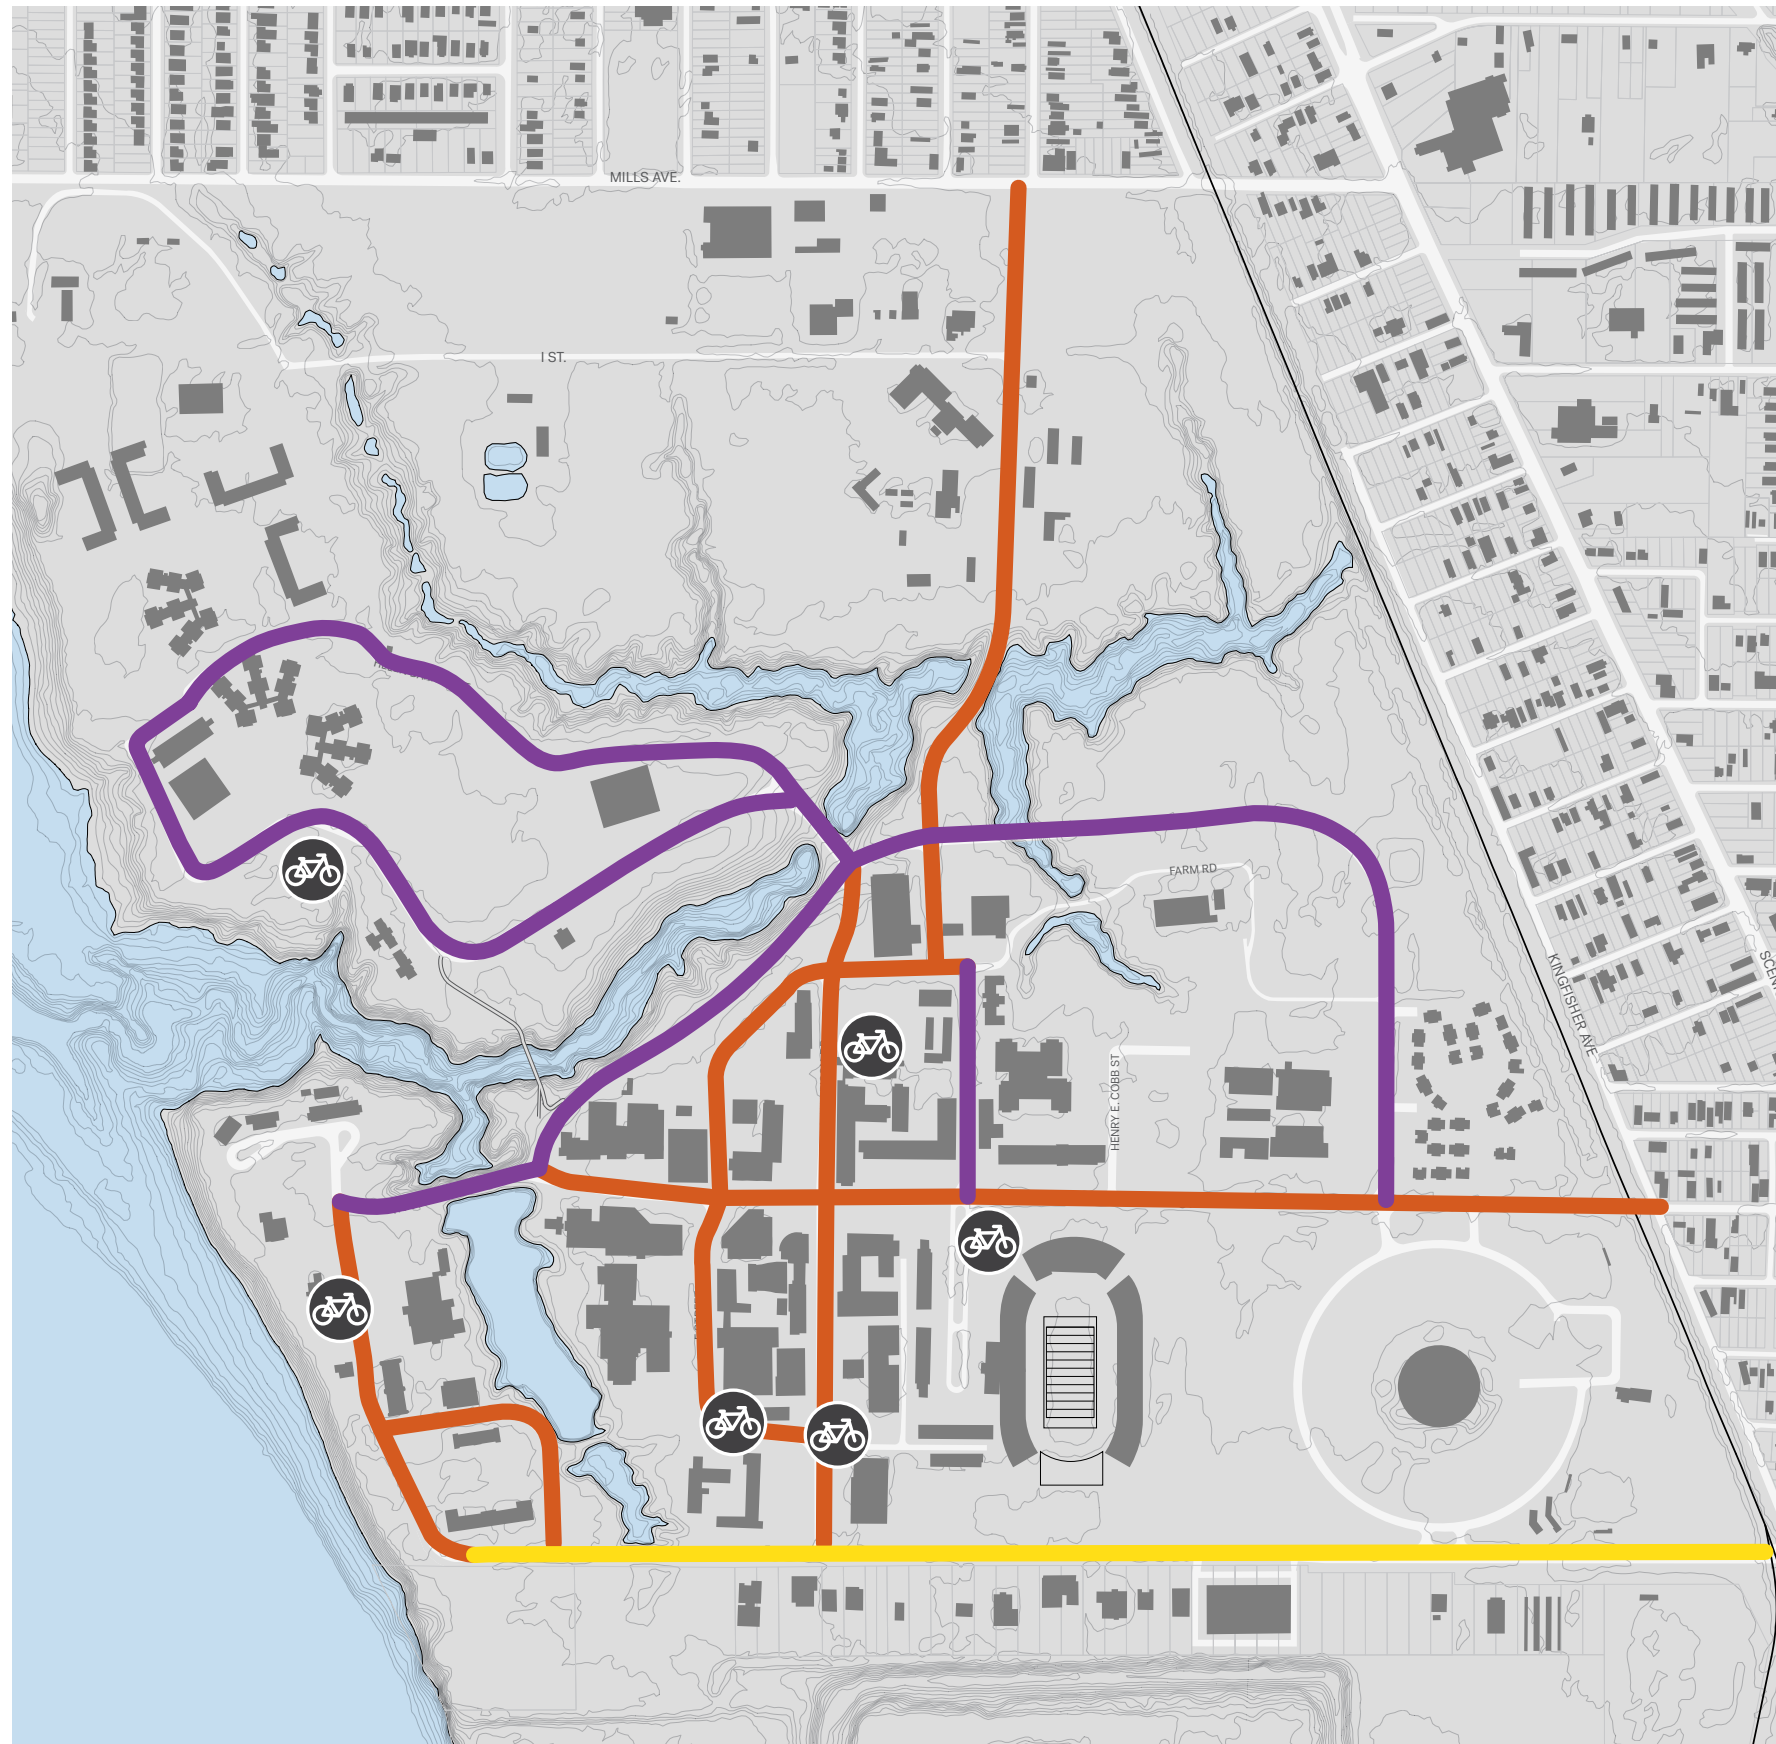 MILLS AVE.
I ST.
FARM RD
KINGFISHER AVE
HENRY E. COBB ST